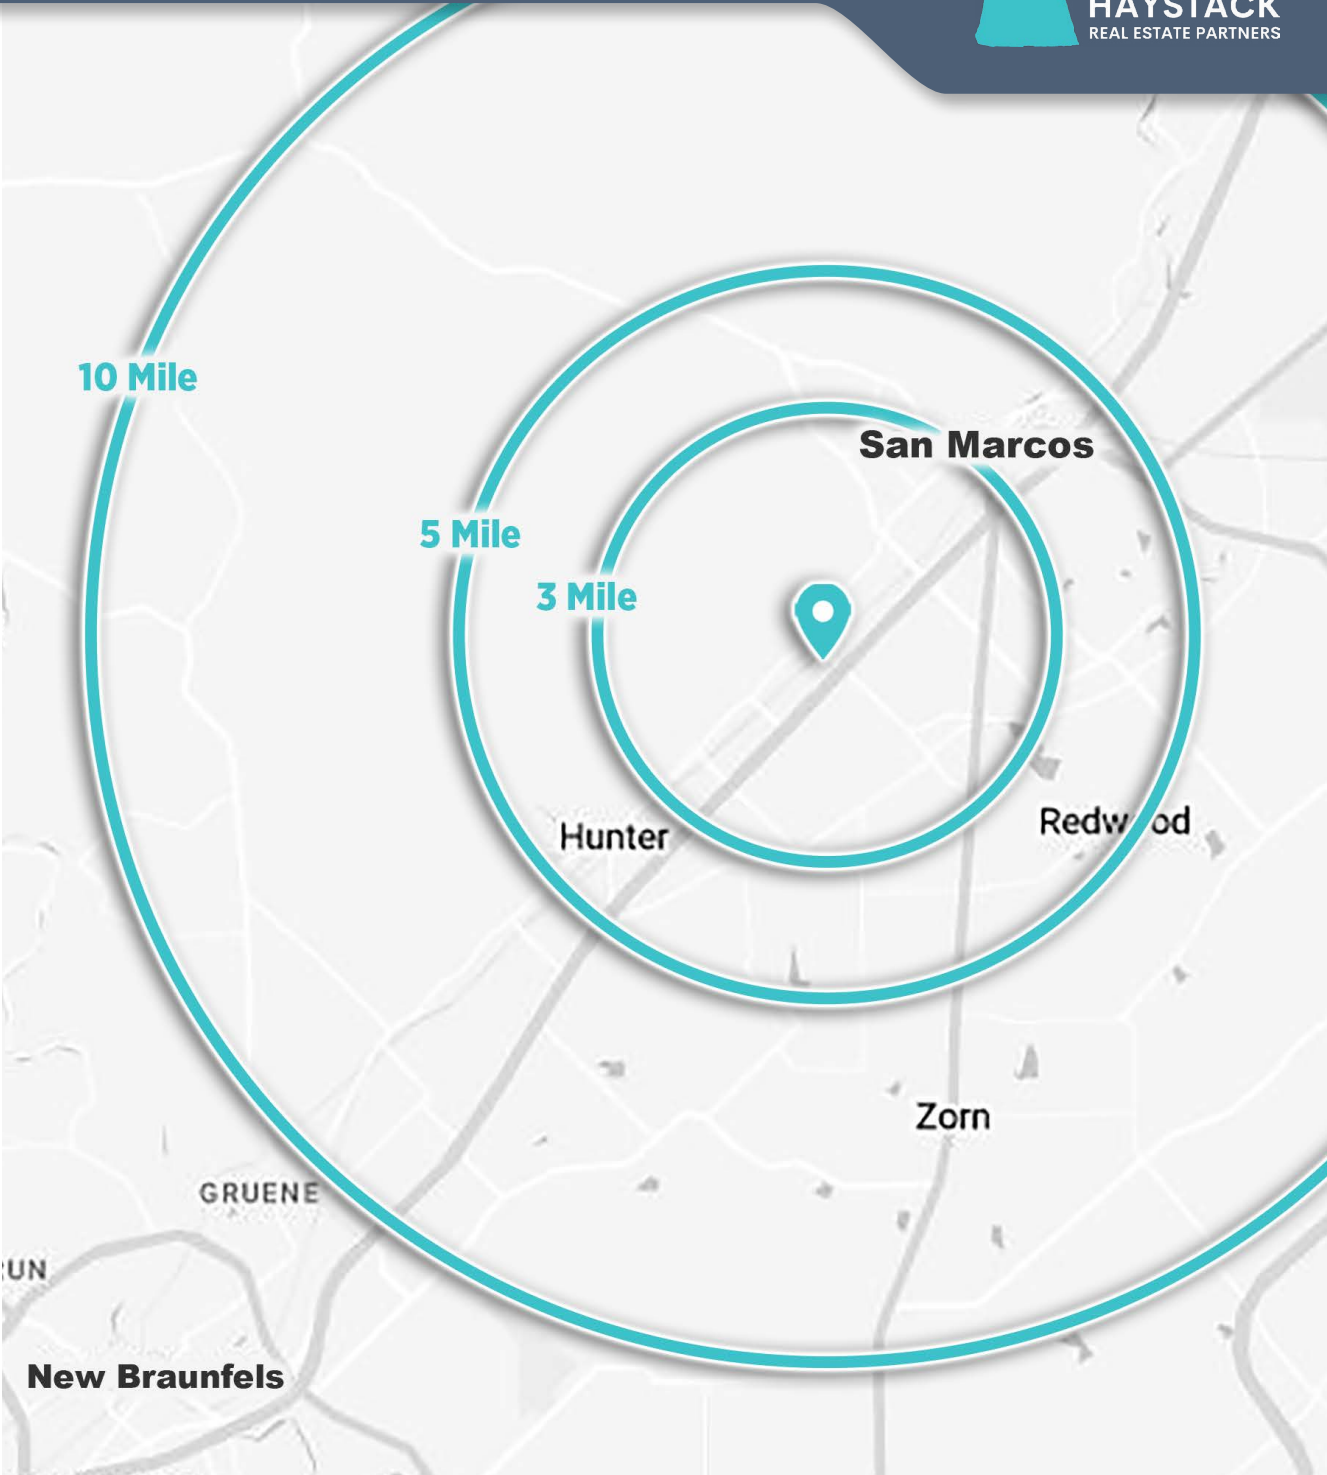 HAYSTACK
REAL ESTATE PARTNERS
10 Mile
San Marcos
5 Mile
3 Mile
Hunter
GRUENE
Zorn
New Braunfels